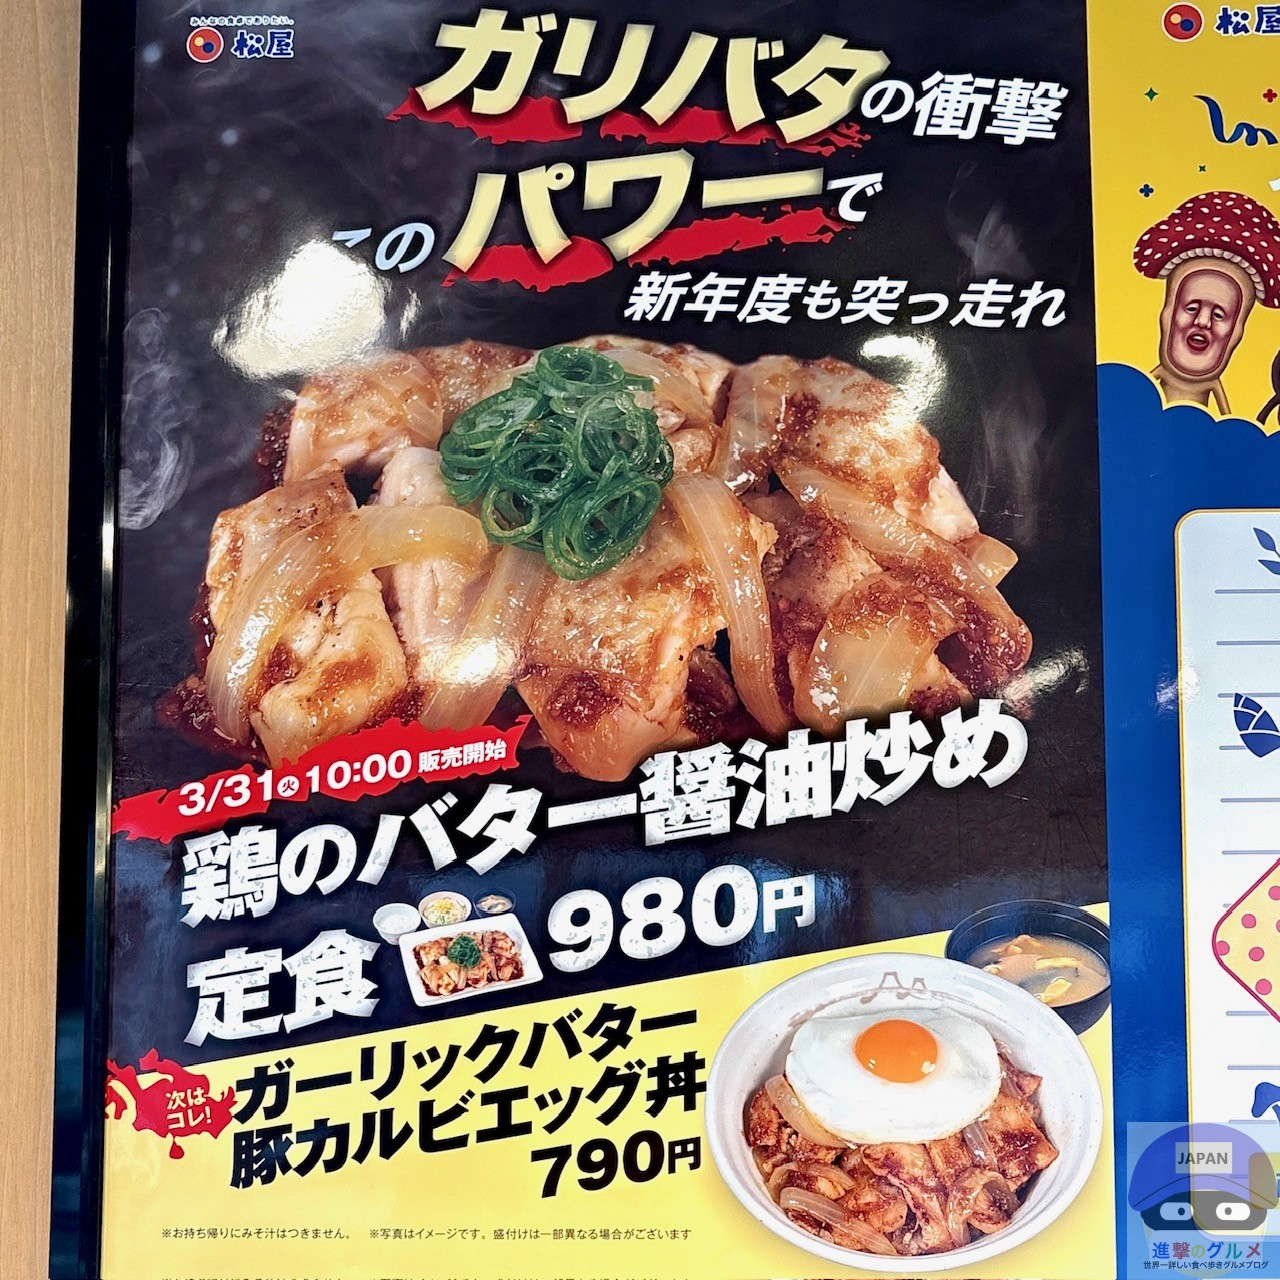 みんなの食卓でありたい。
松屋
ガリバタの衝撃
このパワーで
新年度も突っ走れ
3/31火10:00販売開始
鶏のバター醤油炒め
定食 980円
次は
コレ!
ガーリックバター
豚カルビエッグ丼
790円
※お持ち帰りにみそ汁はつきません。 ※写真はイメージです。盛付けは一部異なる場合がございます
松屋
JAPAN
進撃のグルメ
世界一詳しい食べ歩きグルメブログ